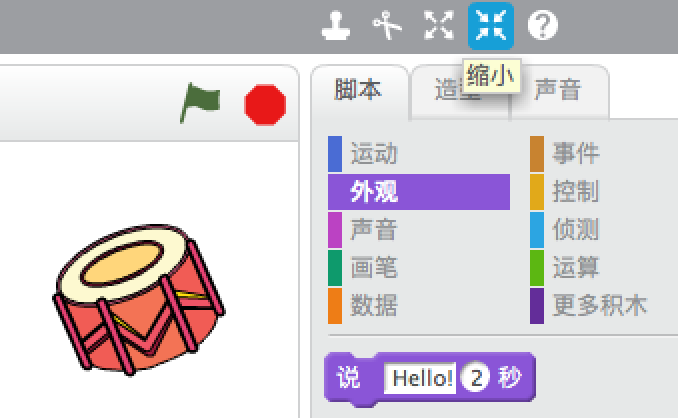 ?
缩小
脚本 造型 声音
运动 事件
外观 控制
声音 侦测
画笔 运算
数据 更多积木
说 Hello! 2 秒